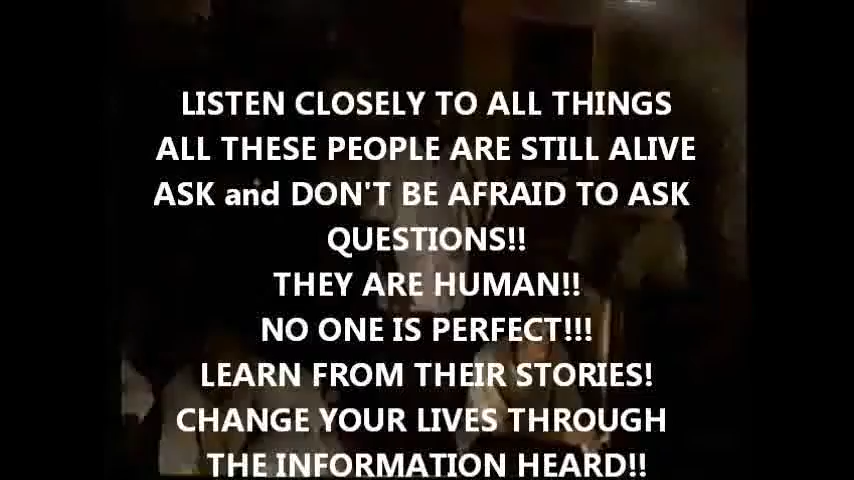 LISTEN CLOSELY TO ALL THINGS
ALL THESE PEOPLE ARE STILL ALIVE
ASK and DON'T BE AFRAID TO ASK
QUESTIONS!!
THEY ARE HUMAN!!
NO ONE IS PERFECT!!!
LEARN FROM THEIR STORIES!
CHANGE YOUR LIVES THROUGH
THE INFORMATION HEARD!!